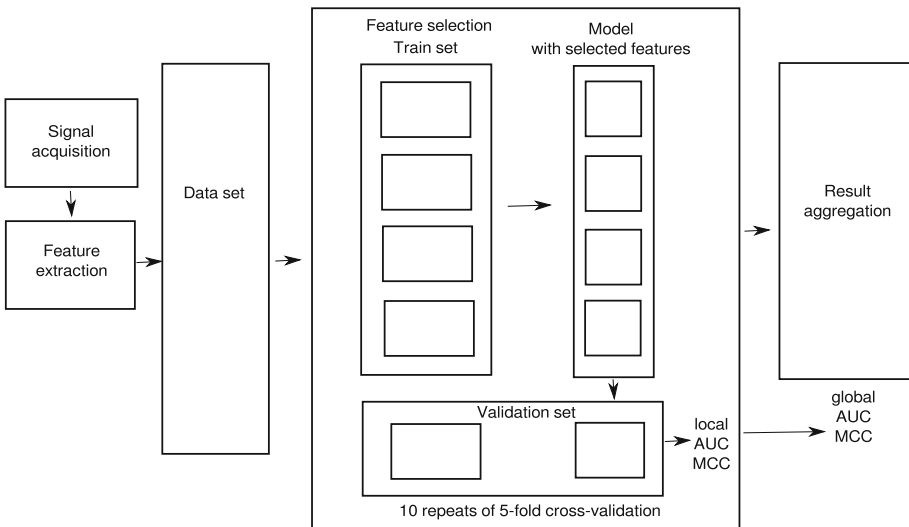 Signal
acquisition
Feature
extraction
Data set
Feature selection
Train set
Model
with selected features
Validation set
local
AUC
MCC
10 repeats of 5-fold cross-validation
Result
aggregation
global
AUC
MCC